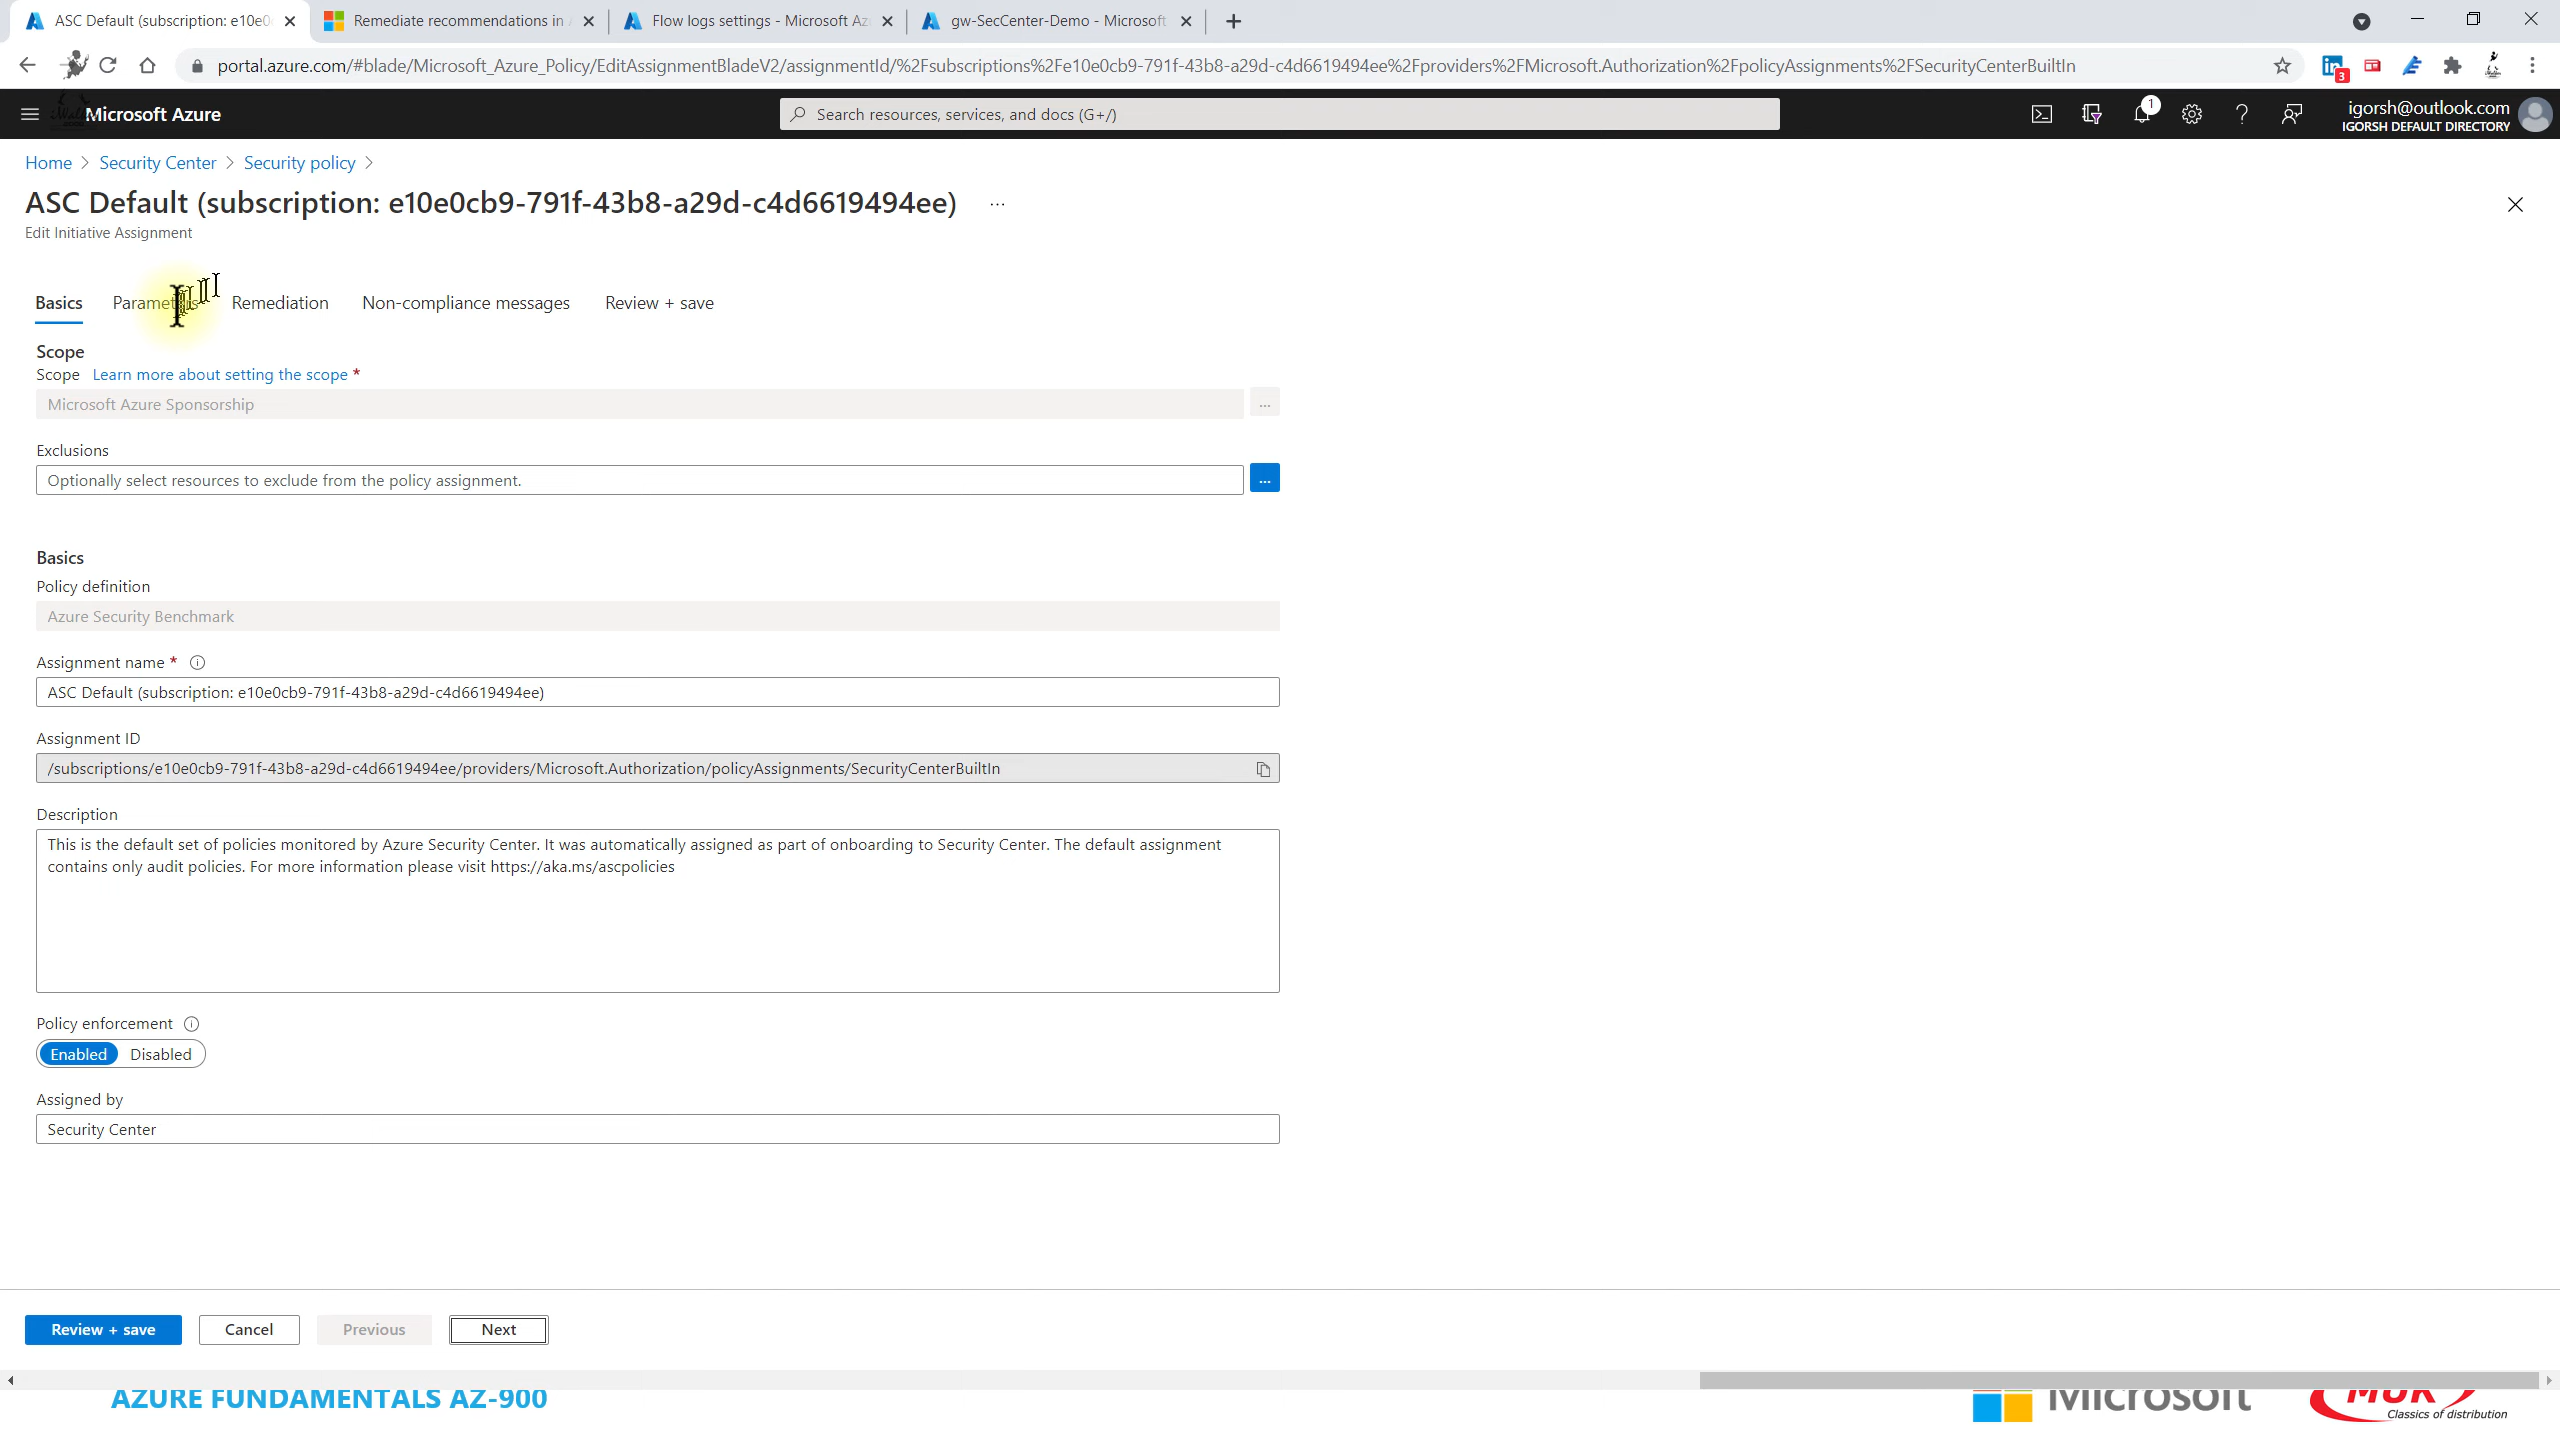 ASC Default (subscription: e10e0
Remediate recommendations in
Flow logs settings - Microsoft Az
gw-SecCenter-Demo - Microsoft
portal.azure.com/#blade/Microsoft_Azure_Policy/EditAssignmentBladeV2/assignmentId/%2Fsubscriptions%2Fe10e0cb9-791f-43b8-a29d-c4d6619494ee%2Fproviders%2FMicrosoft.Authorization%2FpolicyAssignments%2FSecurityCenterBuiltIn
3
Microsoft Azure
Search resources, services, and docs (G+/)
1
igorsh@outlook.com
IGORSH DEFAULT DIRECTORY
Home > Security Center > Security policy >
ASC Default (subscription: e10e0cb9-791f-43b8-a29d-c4d6619494ee) ...
Edit Initiative Assignment
Basics Parameters Remediation Non-compliance messages Review + save
Scope
Scope Learn more about setting the scope *
Microsoft Azure Sponsorship
...
Exclusions
Optionally select resources to exclude from the policy assignment.
...
Basics
Policy definition
Azure Security Benchmark
Assignment name *
ASC Default (subscription: e10e0cb9-791f-43b8-a29d-c4d6619494ee)
Assignment ID
/subscriptions/e10e0cb9-791f-43b8-a29d-c4d6619494ee/providers/Microsoft.Authorization/policyAssignments/SecurityCenterBuiltIn
Description
This is the default set of policies monitored by Azure Security Center. It was automatically assigned as part of onboarding to Security Center. The default assignment
contains only audit policies. For more information please visit https://aka.ms/ascpolicies
Policy enforcement
Enabled Disabled
Assigned by
Security Center
Review + save Cancel Previous Next
AZURE FUNDAMENTALS AZ-900
Microsoft
MUK
Classics of distribution